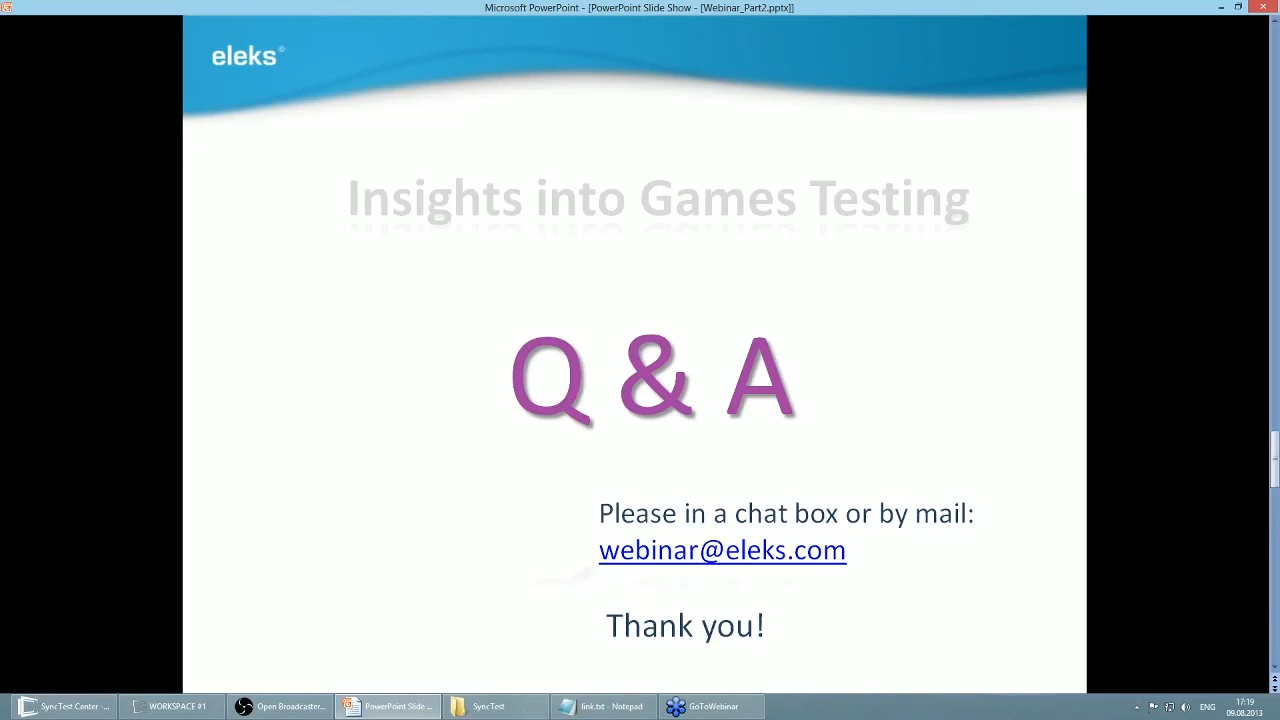 Microsoft PowerPoint - [PowerPoint Slide Show - [Webinar_Part2.pptx]]
eleks®
Insights into Games Testing
Q & A
Please in a chat box or by mail:
webinar@eleks.com
Thank you!
SyncTest Center -...
WORKSPACE #1
Open Broadcaster...
PowerPoint Slide ...
SyncTest
link.txt - Notepad
GoToWebinar
ENG
17:19
09.08.2013